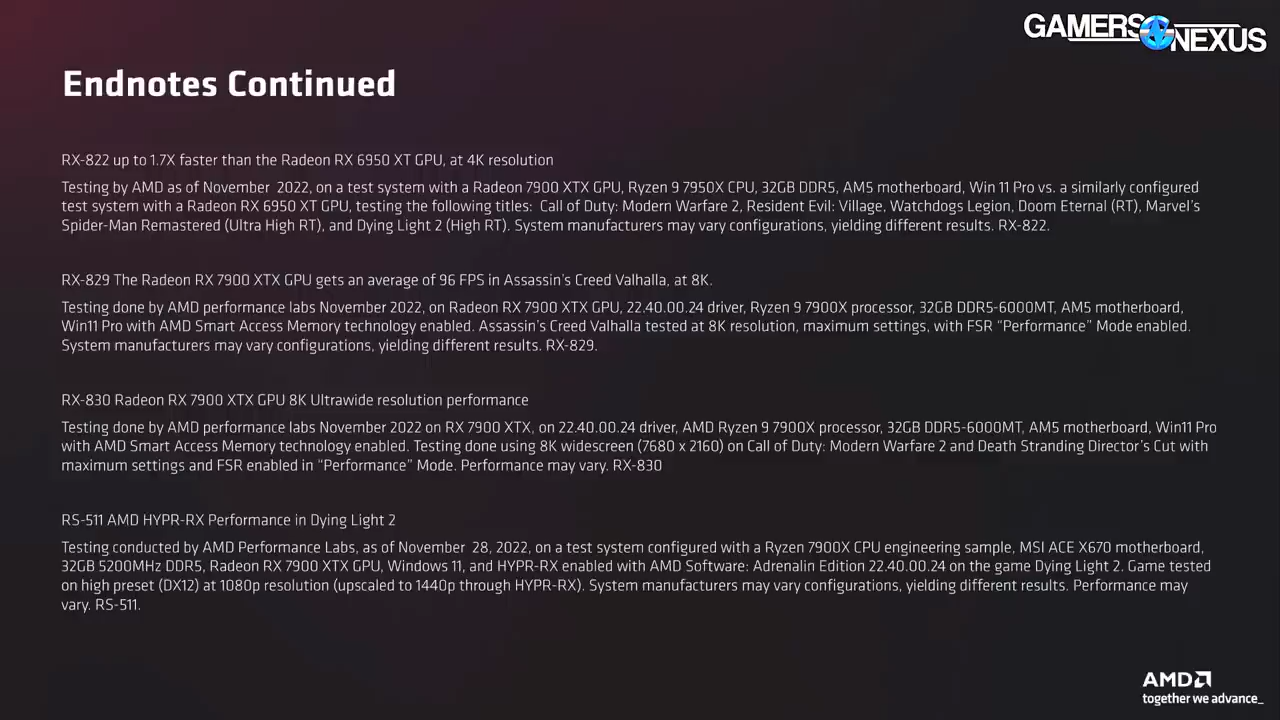 GAMERS NEXUS
Endnotes Continued
RX-822 up to 1.7X faster than the Radeon RX 6950 XT GPU, at 4K resolution
Testing by AMD as of November 2022, on a test system with a Radeon 7900 XTX GPU, Ryzen 9 7950X CPU, 32GB DDR5, AM5 motherboard, Win 11 Pro vs. a similarly configured
test system with a Radeon RX 6950 XT GPU, testing the following titles: Call of Duty: Modern Warfare 2, Resident Evil: Village, Watchdogs Legion, Doom Eternal (RT), Marvel's
Spider-Man Remastered (Ultra High RT), and Dying Light 2 (High RT). System manufacturers may vary configurations, yielding different results. RX-822.
RX-829 The Radeon RX 7900 XTX GPU gets an average of 96 FPS in Assassin's Creed Valhalla, at 8K.
Testing done by AMD performance labs November 2022, on Radeon RX 7900 XTX GPU, 22.40.00.24 driver, Ryzen 9 7900X processor, 32GB DDR5-6000MT, AM5 motherboard,
Win11 Pro with AMD Smart Access Memory technology enabled. Assassin's Creed Valhalla tested at 8K resolution, maximum settings, with FSR "Performance" Mode enabled.
System manufacturers may vary configurations, yielding different results. RX-829.
RX-830 Radeon RX 7900 XTX GPU 8K Ultrawide resolution performance
Testing done by AMD performance labs November 2022 on RX 7900 XTX, on 22.40.00.24 driver, AMD Ryzen 9 7900X processor, 32GB DDR5-6000MT, AM5 motherboard, Win11 Pro
with AMD Smart Access Memory technology enabled. Testing done using 8K widescreen (7680 x 2160) on Call of Duty: Modern Warfare 2 and Death Stranding Director's Cut with
maximum settings and FSR enabled in "Performance" Mode. Performance may vary. RX-830
RS-511 AMD HYPR-RX Performance in Dying Light 2
Testing conducted by AMD Performance Labs, as of November 28, 2022, on a test system configured with a Ryzen 7900X CPU engineering sample, MSI ACE X670 motherboard,
32GB 5200MHz DDR5, Radeon RX 7900 XTX GPU, Windows 11, and HYPR-RX enabled with AMD Software: Adrenalin Edition 22.40.00.24 on the game Dying Light 2. Game tested
on high preset (DX12) at 1080p resolution (upscaled to 1440p through HYPR-RX). System manufacturers may vary configurations, yielding different results. Performance may
vary. RS-511.
AMD
together we advance_